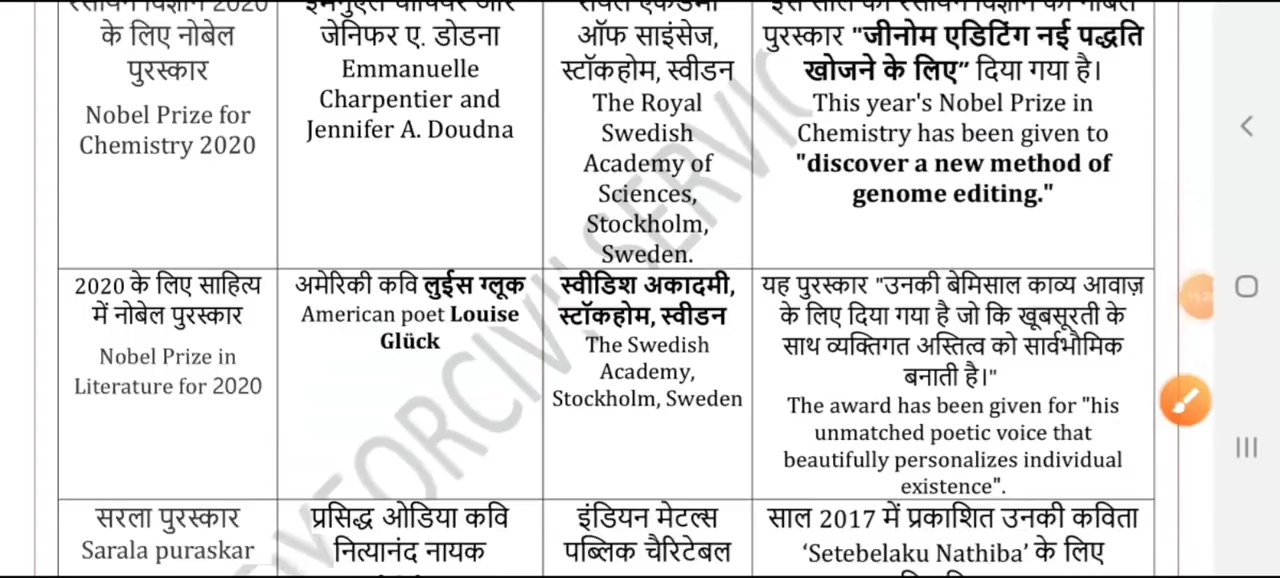 रसायन विज्ञान 2020
के लिए नोबेल
पुरस्कार
Nobel Prize for
Chemistry 2020
जेनिफर ए. डोडना
Emmanuelle
Charpentier and
Jennifer A. Doudna
ऑफ साइंसेज,
स्टॉकहोम, स्वीडन
The Royal
Swedish
Academy of
Sciences,
Stockholm,
Sweden.
पुरस्कार "जीनोम एडिटिंग नई पद्धति
खोजने के लिए" दिया गया है।
This year's Nobel Prize in
Chemistry has been given to
"discover a new method of
genome editing."
2020 के लिए साहित्य
में नोबेल पुरस्कार
Nobel Prize in
Literature for 2020
अमेरिकी कवि लुईस ग्लूक
American poet Louise
Glück
स्वीडिश अकादमी,
स्टॉकहोम, स्वीडन
The Swedish
Academy,
Stockholm, Sweden
यह पुरस्कार "उनकी बेमिसाल काव्य आवाज़
के लिए दिया गया है जो कि खूबसूरती के
साथ व्यक्तिगत अस्तित्व को सार्वभौमिक
बनाती है।"
The award has been given for "his
unmatched poetic voice that
beautifully personalizes individual
existence".
सरला पुरस्कार
Sarala puraskar
प्रसिद्ध ओडिया कवि
नित्यानंद नायक
इंडियन मेटल्स
पब्लिक चैरिटेबल
साल 2017 में प्रकाशित उनकी कविता
'Setebelaku Nathiba' के लिए